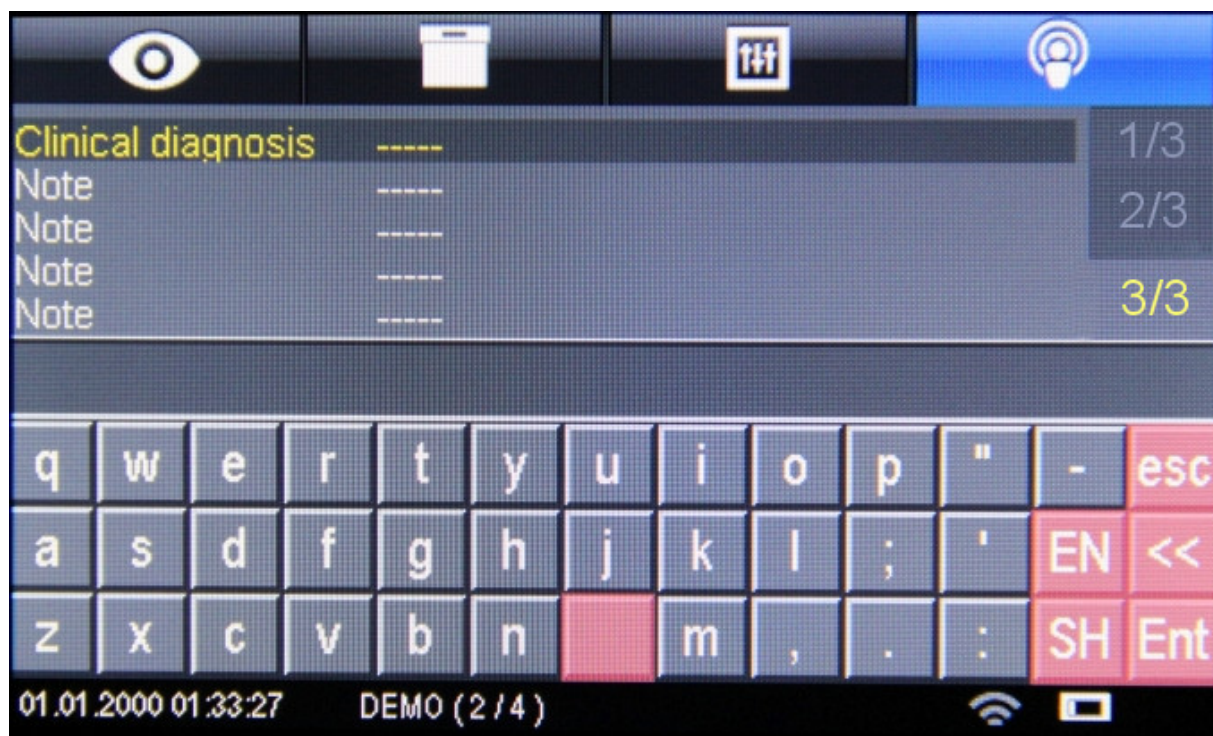 Clinical diagnosis -----
1/3
Note -----
2/3
Note -----
Note -----
3/3
Note -----
q w e r t y u i o p " - esc
a s d f g h j k l ; ' EN <<
z x c v b n m , . : SH Ent
01.01.2000 01:33:27 DEMO ( 2 / 4 )